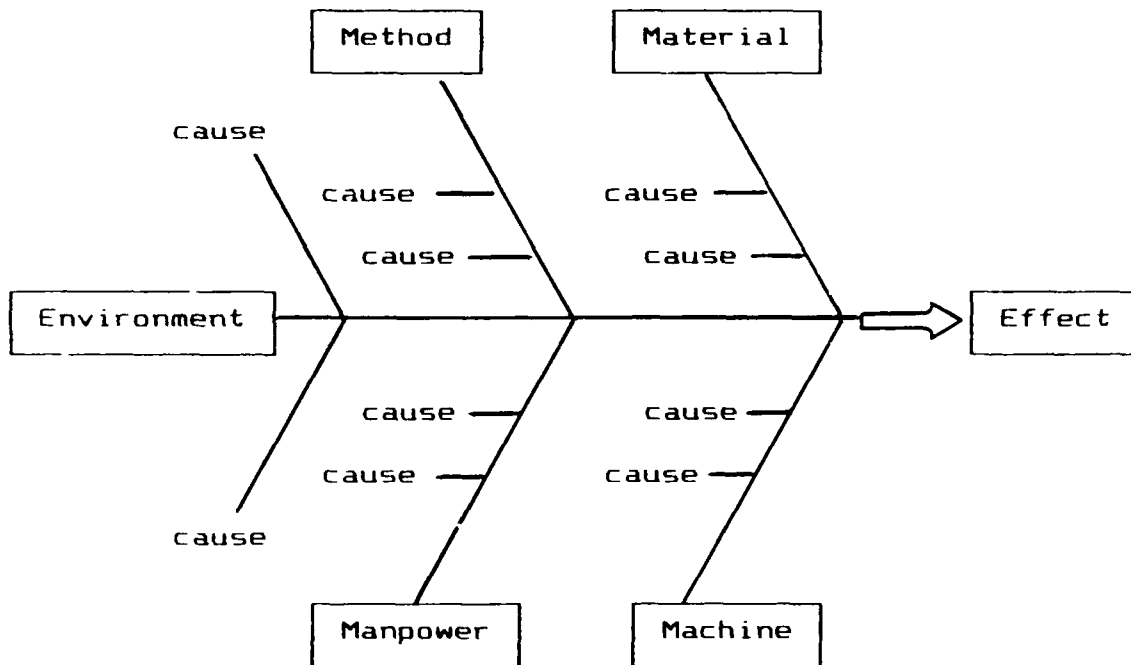 Method
Material
cause
cause
cause
cause
cause
Environment
Effect
cause
cause
cause
cause
cause
Manpower
Machine